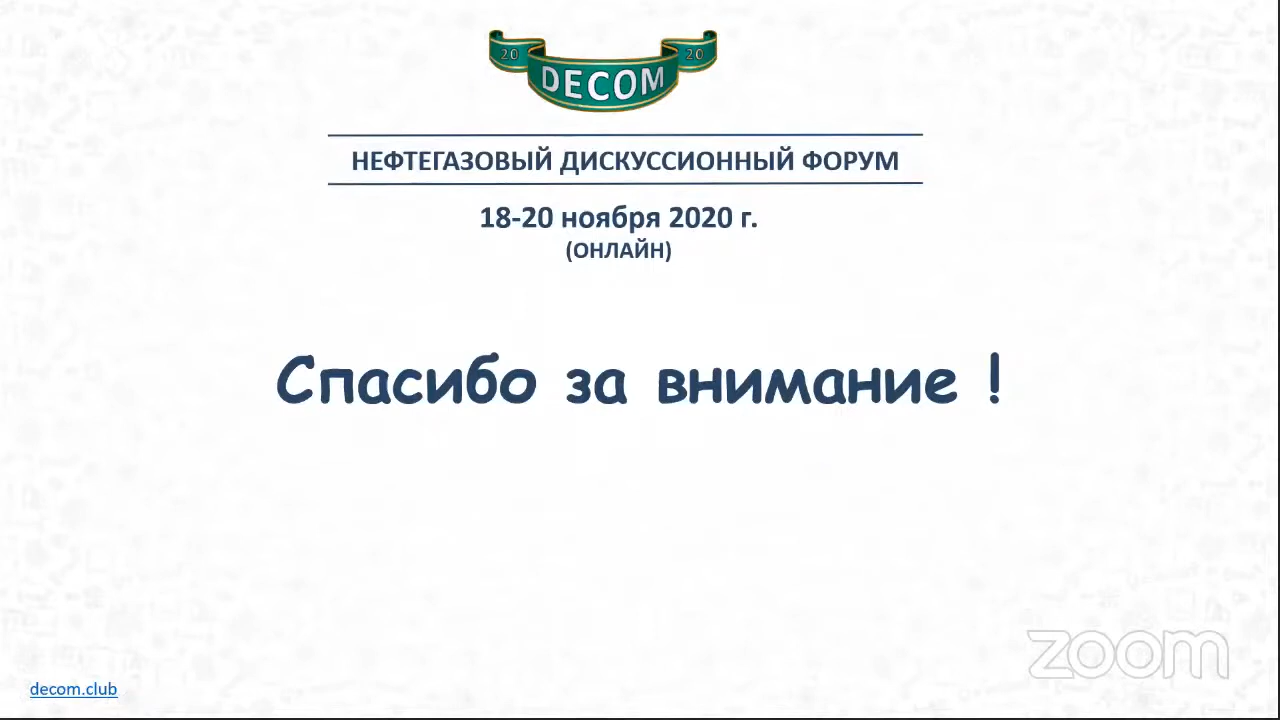 20 DECOM 20
НЕФТЕГАЗОВЫЙ ДИСКУССИОННЫЙ ФОРУМ
18-20 ноября 2020 г.
(ОНЛАЙН)
Спасибо за внимание !
zoom
decom.club